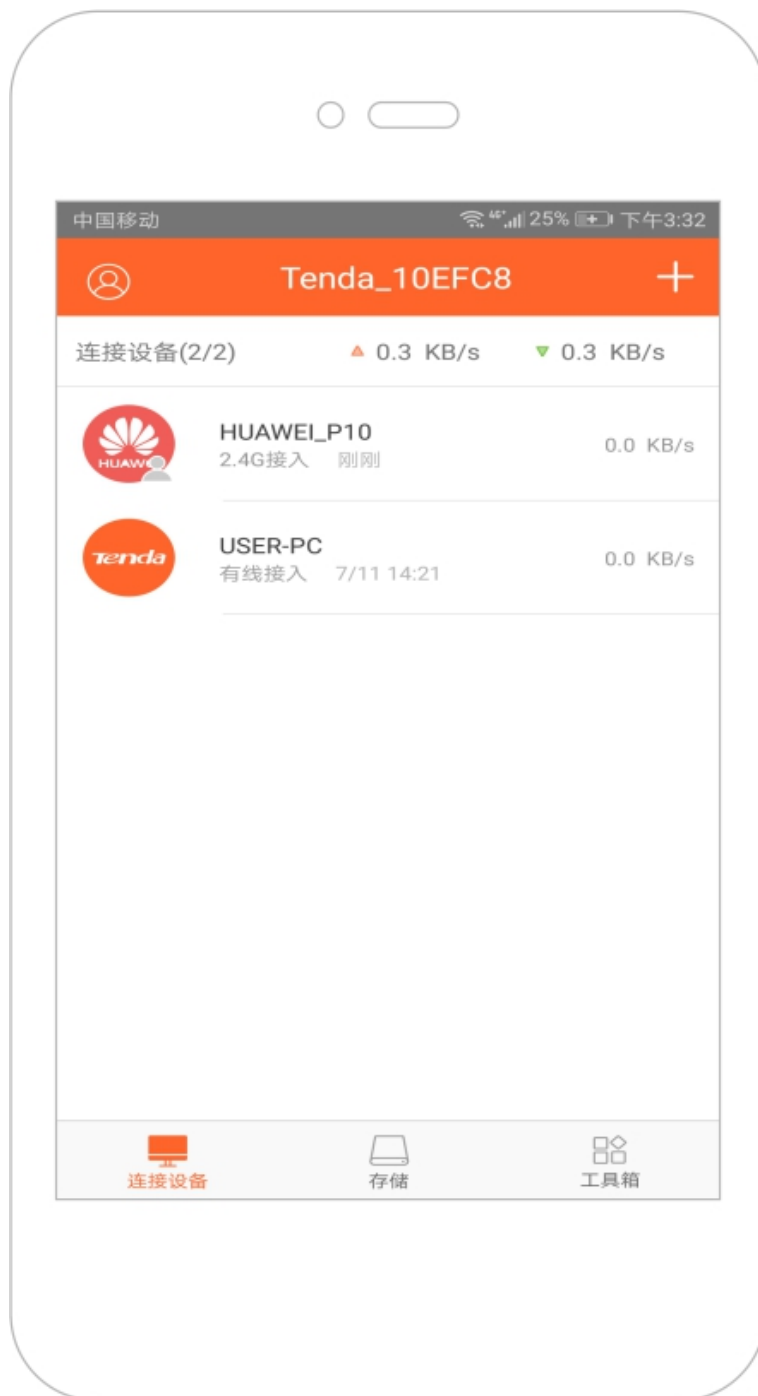 中国移动 25% 下午3:32
Tenda_10EFC8
连接设备(2/2) 0.3 KB/s 0.3 KB/s
HUAWEI_P10 0.0 KB/s
2.4G接入 刚刚
USER-PC 0.0 KB/s
Tenda
有线接入 7/11 14:21
连接设备 存储 工具箱